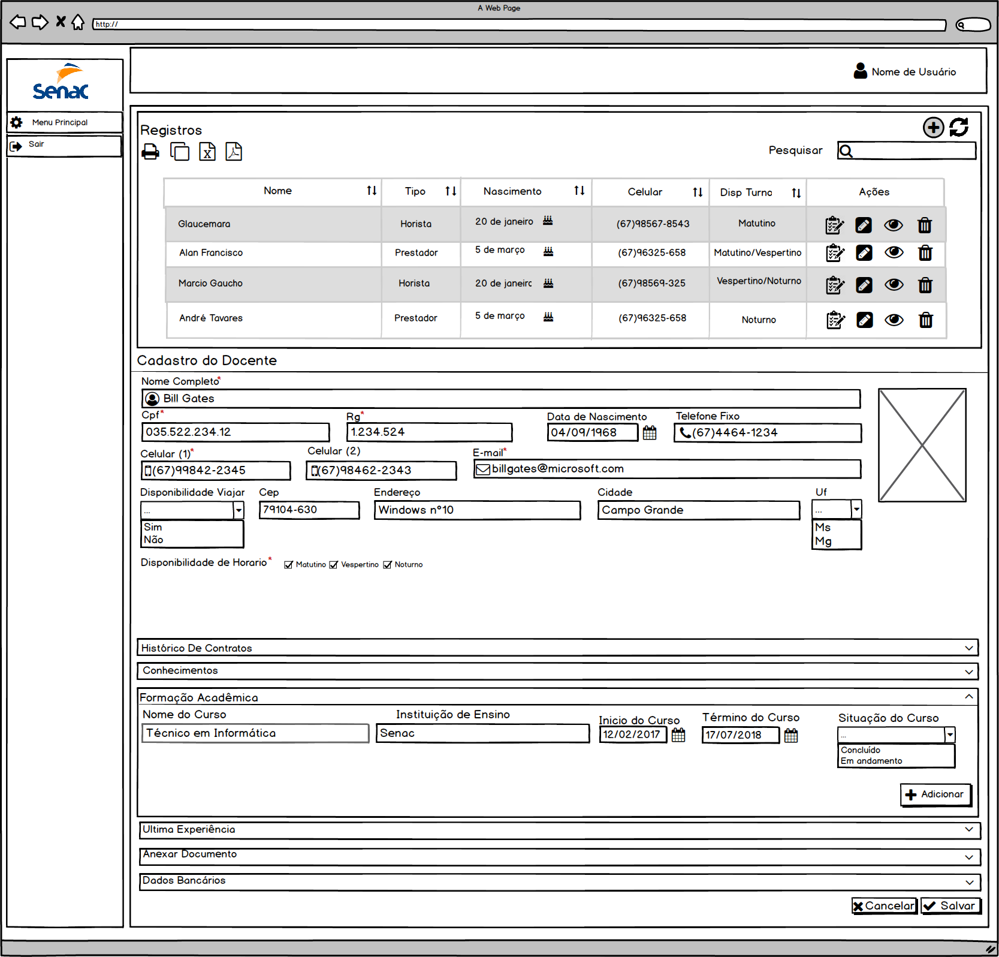 A Web Page
http://
Senac
Nome de Usuário
Menu Principal
Sair
Registros
Pesquisar
Nome Tipo Nascimento Celular Disp Turno Ações
Glaucemara Horista 20 de janeiro (67)98567-8543 Matutino
Alan Francisco Prestador 5 de março (67)96325-658 Matutino/Vespertino
Marcio Gaucho Horista 20 de janeirc (67)98569-325 Vespertino/Noturno
André Tavares Prestador 5 de março (67)96325-658 Noturno
Cadastro do Docente
Nome Completo*
Bill Gates
Cpf* Rg* Data de Nascimento Telefone Fixo
035.522.234.12 1.234.524 04/09/1968 (67)4464-1234
Celular (1)* Celular (2) E-mail*
(67)99842-2345 (67)98462-2343 billgates@microsoft.com
Disponibilidade Viajar Cep Endereço Cidade Uf
... 79104-630 Windows n°10 Campo Grande ...
Sim Ms
Não Mg
Disponibilidade de Horario* Matutino Vespertino Noturno
Histórico De Contratos
Conhecimentos
Formação Acadêmica
Nome do Curso Instituição de Ensino Inicio do Curso Término do Curso Situação do Curso
Técnico em Informática Senac 12/02/2017 17/07/2018 ...
Concluído
Em andamento
Adicionar
Ultima Experiência
Anexar Documento
Dados Bancários
Cancelar Salvar